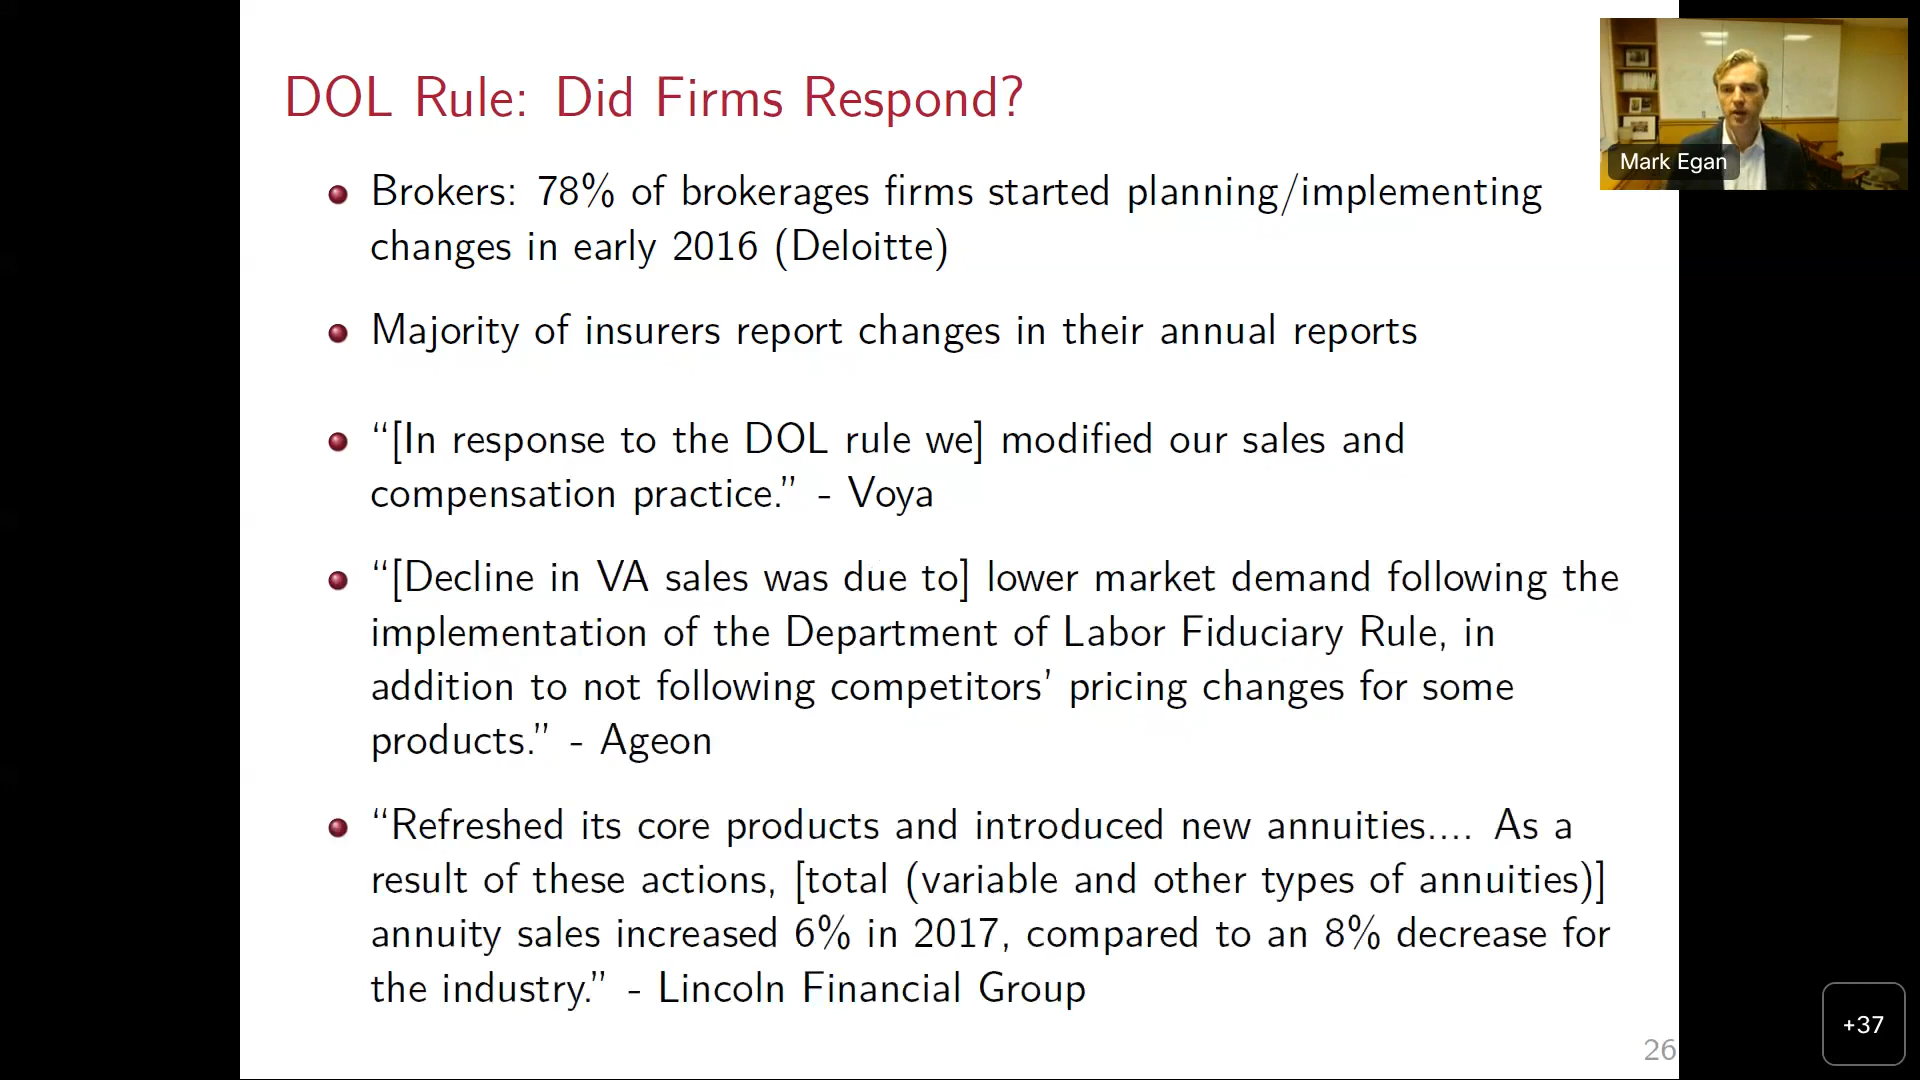 DOL Rule: Did Firms Respond?
Mark Egan
Brokers: 78% of brokerages firms started planning/implementing
changes in early 2016 (Deloitte)
Majority of insurers report changes in their annual reports
“[In response to the DOL rule we] modified our sales and
compensation practice.” - Voya
“[Decline in VA sales was due to] lower market demand following the
implementation of the Department of Labor Fiduciary Rule, in
addition to not following competitors’ pricing changes for some
products.” - Ageon
“Refreshed its core products and introduced new annuities.... As a
result of these actions, [total (variable and other types of annuities)]
annuity sales increased 6% in 2017, compared to an 8% decrease for
the industry.” - Lincoln Financial Group
+37
26